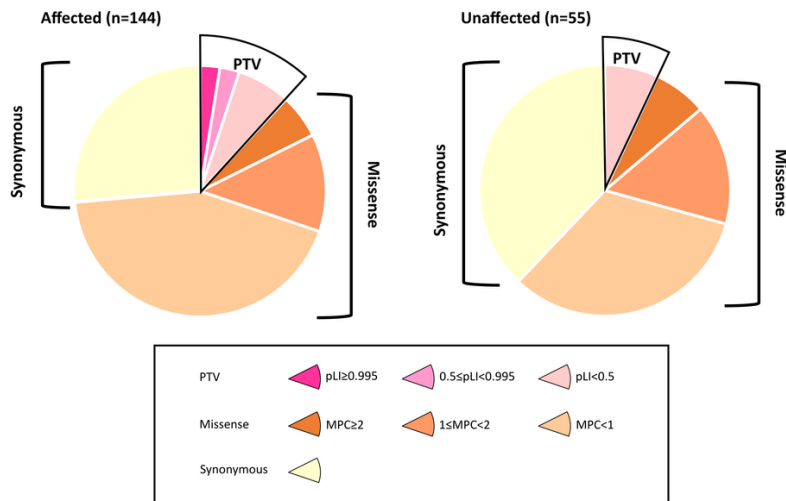 Affected (n=144)
Unaffected (n=55)
PTV
PTV
Synonymous
Missense
Synonymous
Missense
PTV pLI≥0.995 0.5≤pLI<0.995 pLI<0.5
Missense MPC≥2 1≤MPC<2 MPC<1
Synonymous